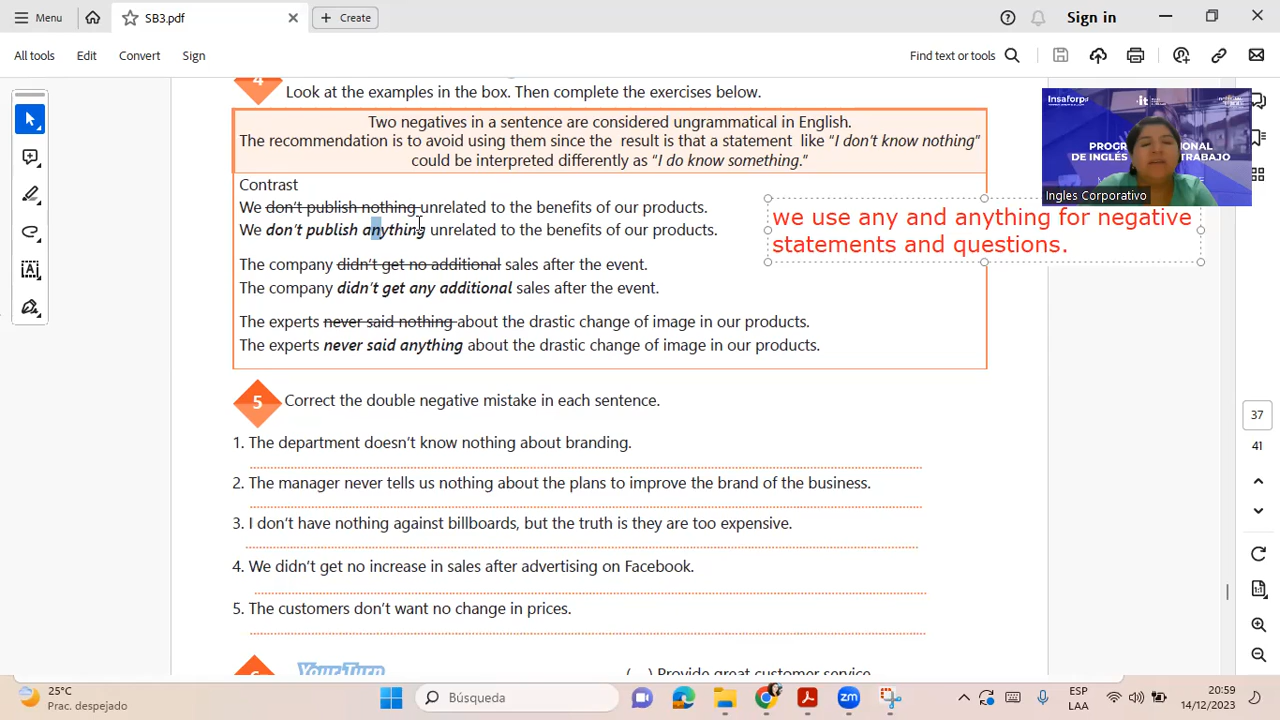 Menu
SB3.pdf
Create
Sign in
All tools
Edit
Convert
Sign
Find text or tools
4
Look at the examples in the box. Then complete the exercises below.
Two negatives in a sentence are considered ungrammatical in English.
The recommendation is to avoid using them since the result is that a statement like "I don't know nothing"
could be interpreted differently as "I do know something."
Contrast
We don't publish nothing unrelated to the benefits of our products.
We don't publish anything unrelated to the benefits of our products.
The company didn't get no additional sales after the event.
The company didn't get any additional sales after the event.
The experts never said nothing about the drastic change of image in our products.
The experts never said anything about the drastic change of image in our products.
we use any and anything for negative
statements and questions.
Insaforp
Ingles Corporativo
5 Correct the double negative mistake in each sentence.
1. The department doesn't know nothing about branding.
2. The manager never tells us nothing about the plans to improve the brand of the business.
3. I don't have nothing against billboards, but the truth is they are too expensive.
4. We didn't get no increase in sales after advertising on Facebook.
5. The customers don't want no change in prices.
6
Your Turn
(...) Provide great customer service
37
41
25°C
Prac. despejado
Búsqueda
ESP
LAA
20:59
14/12/2023